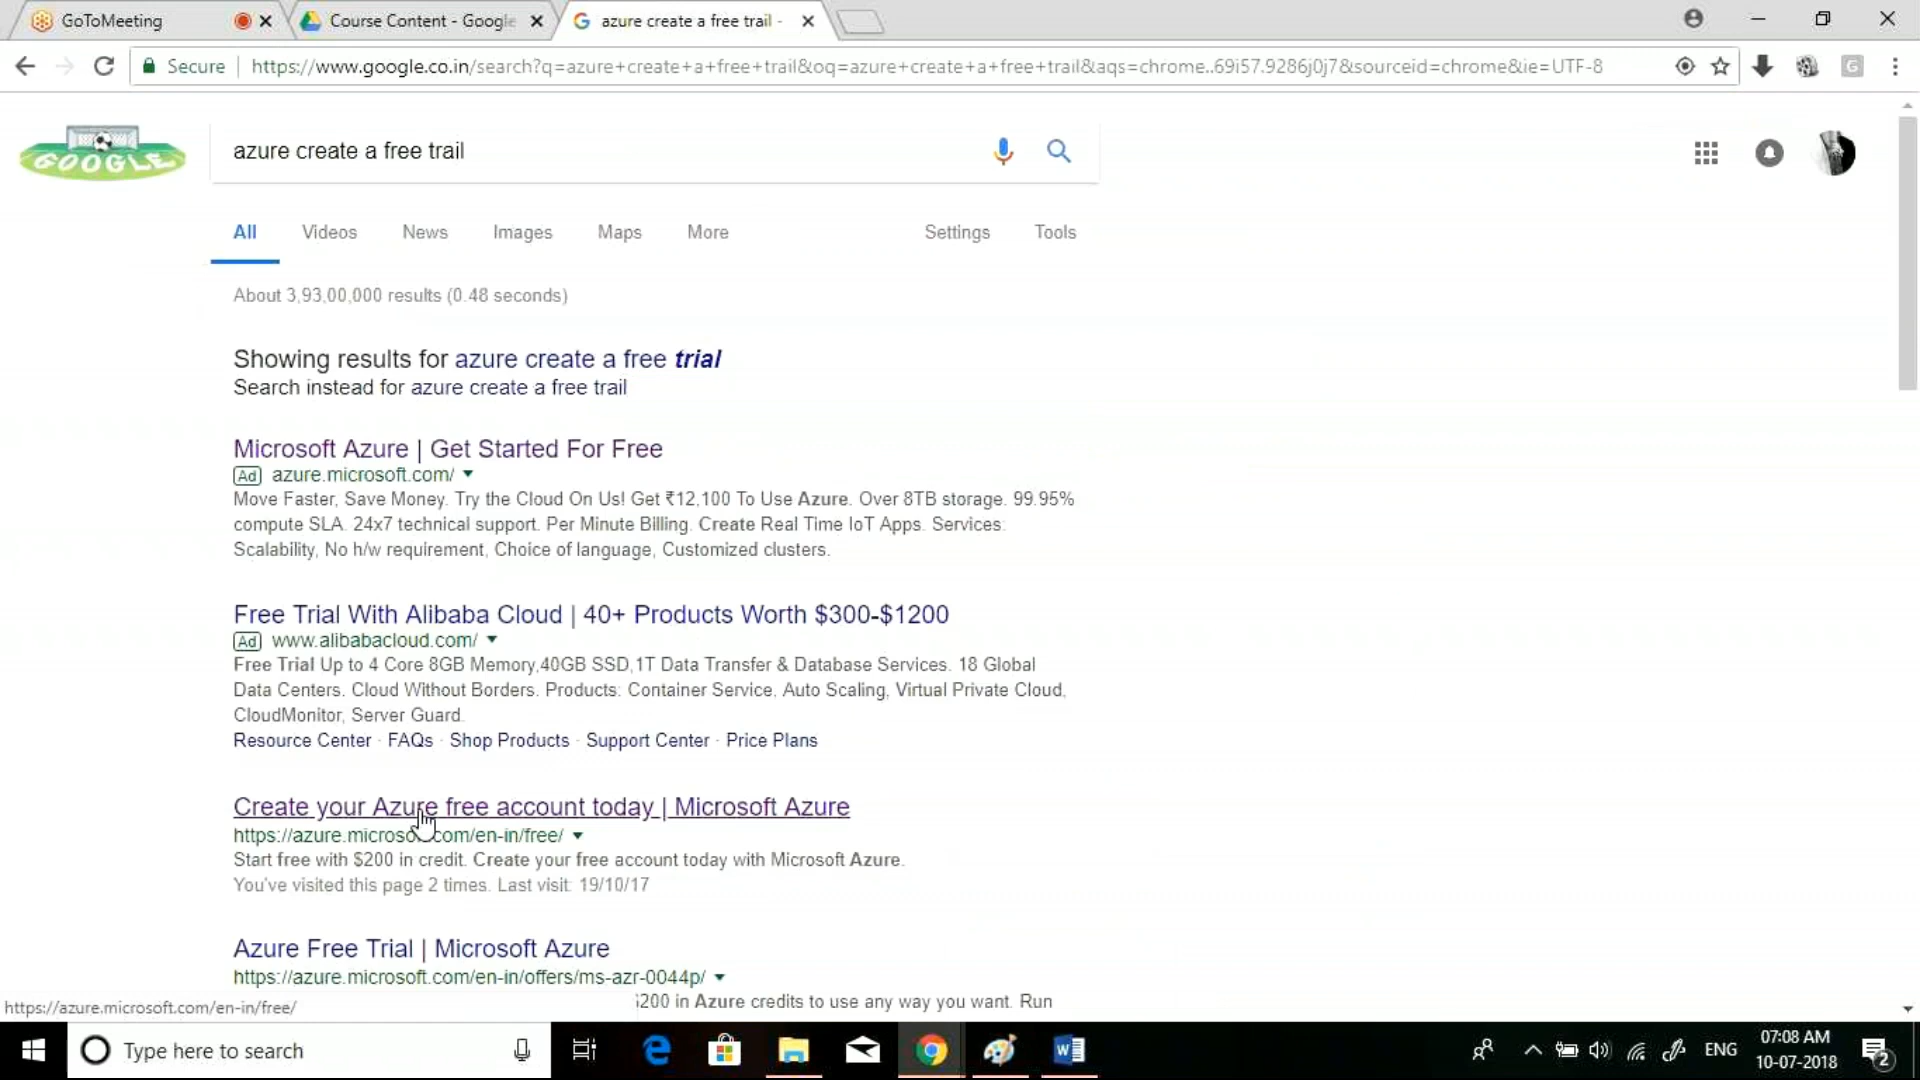 GoToMeeting
Course Content - Google
azure create a free trail -
Secure
https://www.google.co.in/search?q=azure+create+a+free+trail&oq=azure+create+a+free+trail&aqs=chrome..69i57.9286j0j7&sourceid=chrome&ie=UTF-8
G
GOOGLE
azure create a free trail
All Videos News Images Maps More Settings Tools
About 3,93,00,000 results (0.48 seconds)
Showing results for azure create a free trial
Search instead for azure create a free trail
Microsoft Azure | Get Started For Free
Ad azure.microsoft.com/
Move Faster, Save Money. Try the Cloud On Us! Get ₹12,100 To Use Azure. Over 8TB storage. 99.95%
compute SLA. 24x7 technical support. Per Minute Billing. Create Real Time IoT Apps. Services:
Scalability, No h/w requirement, Choice of language, Customized clusters.
Free Trial With Alibaba Cloud | 40+ Products Worth $300-$1200
Ad www.alibabacloud.com/
Free Trial Up to 4 Core 8GB Memory,40GB SSD,1T Data Transfer & Database Services. 18 Global
Data Centers. Cloud Without Borders. Products: Container Service, Auto Scaling, Virtual Private Cloud,
CloudMonitor, Server Guard.
Resource Center · FAQs · Shop Products · Support Center · Price Plans
Create your Azure free account today | Microsoft Azure
https://azure.microsoft.com/en-in/free/
Start free with $200 in credit. Create your free account today with Microsoft Azure.
You've visited this page 2 times. Last visit: 19/10/17
Azure Free Trial | Microsoft Azure
https://azure.microsoft.com/en-in/offers/ms-azr-0044p/
$200 in Azure credits to use any way you want. Run
https://azure.microsoft.com/en-in/free/
Type here to search
ENG
07:08 AM
10-07-2018
2